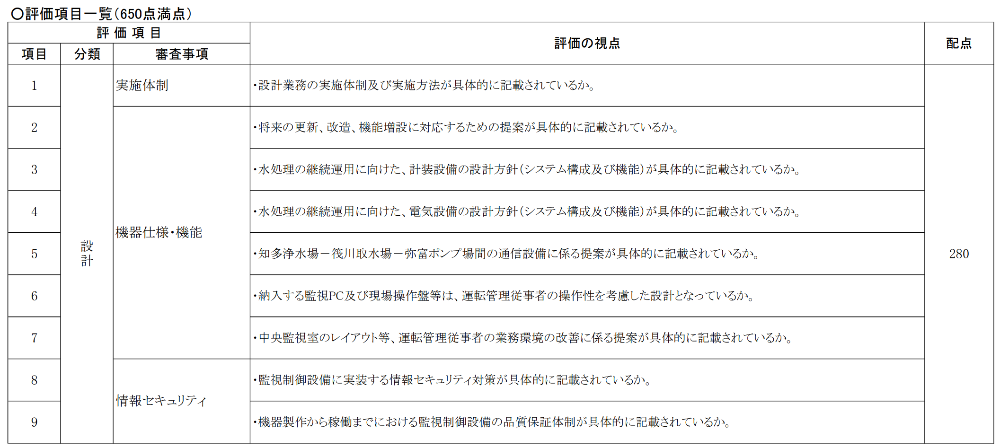 〇評価項目一覧（650点満点）
評 価 項 目
評価の視点
配点
項目
分類
審査事項
1
実施体制
・設計業務の実施体制及び実施方法が具体的に記載されているか。
2
・将来の更新、改造、機能増設に対応するための提案が具体的に記載されているか。
3
・水処理の継続運用に向けた、計装設備の設計方針（システム構成及び機能）が具体的に記載されているか。
4
・水処理の継続運用に向けた、電気設備の設計方針（システム構成及び機能）が具体的に記載されているか。
機器仕様・機能
設計
5
・知多浄水場－筏川取水場－弥富ポンプ場間の通信設備に係る提案が具体的に記載されているか。
280
6
・納入する監視PC及び現場操作盤等は、運転管理従事者の操作性を考慮した設計となっているか。
7
・中央監視室のレイアウト等、運転管理従事者の業務環境の改善に係る提案が具体的に記載されているか。
8
・監視制御設備に実装する情報セキュリティ対策が具体的に記載されているか。
情報セキュリティ
9
・機器製作から稼働までにおける監視制御設備の品質保証体制が具体的に記載されているか。